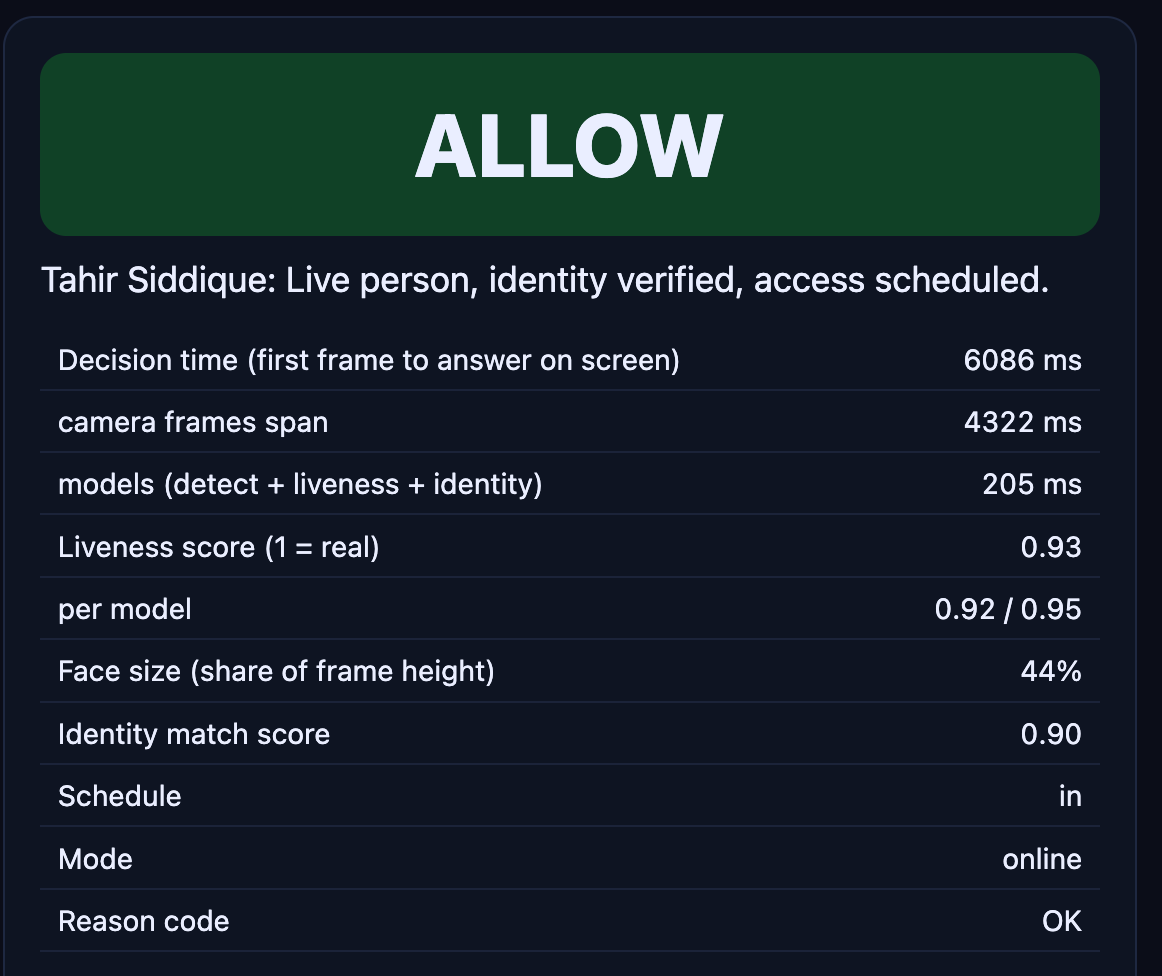 ALLOW
Tahir Siddique: Live person, identity verified, access scheduled.
Decision time (first frame to answer on screen) 6086 ms
camera frames span 4322 ms
models (detect + liveness + identity) 205 ms
Liveness score (1 = real) 0.93
per model 0.92 / 0.95
Face size (share of frame height) 44%
Identity match score 0.90
Schedule in
Mode online
Reason code OK